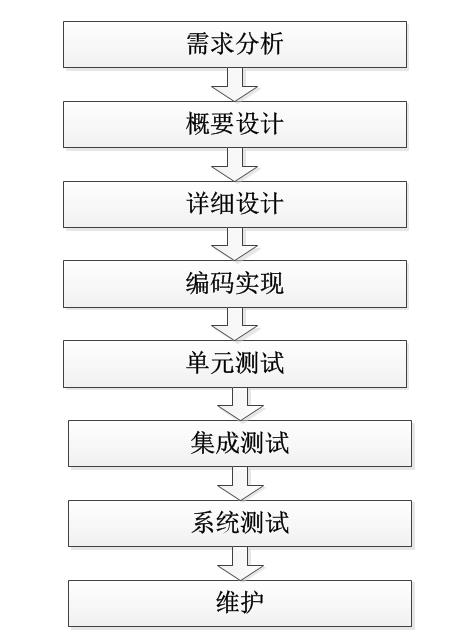 需求分析
概要设计
详细设计
编码实现
单元测试
集成测试
系统测试
维护